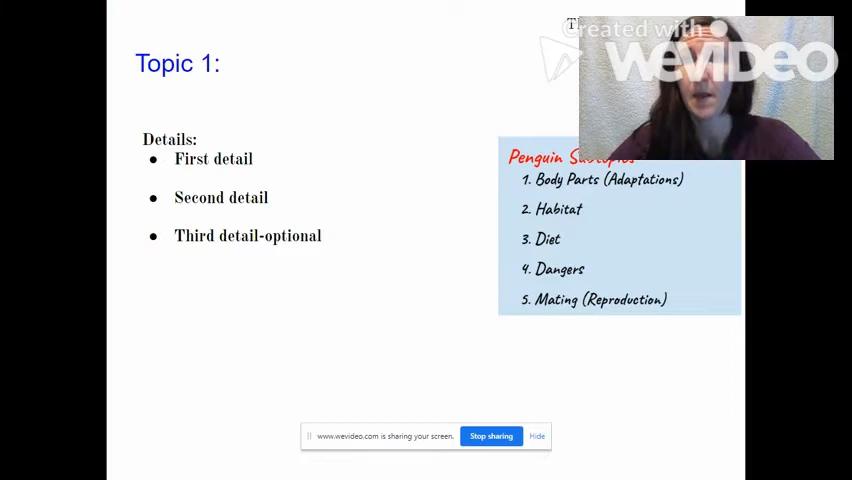 Created with
WEVIDEO
Topic 1:
Details:
● First detail
● Second detail
● Third detail-optional
Penguin Subtopics
1. Body Parts (Adaptations)
2. Habitat
3. Diet
4. Dangers
5. Mating (Reproduction)
www.wevideo.com is sharing your screen.
Stop sharing
Hide